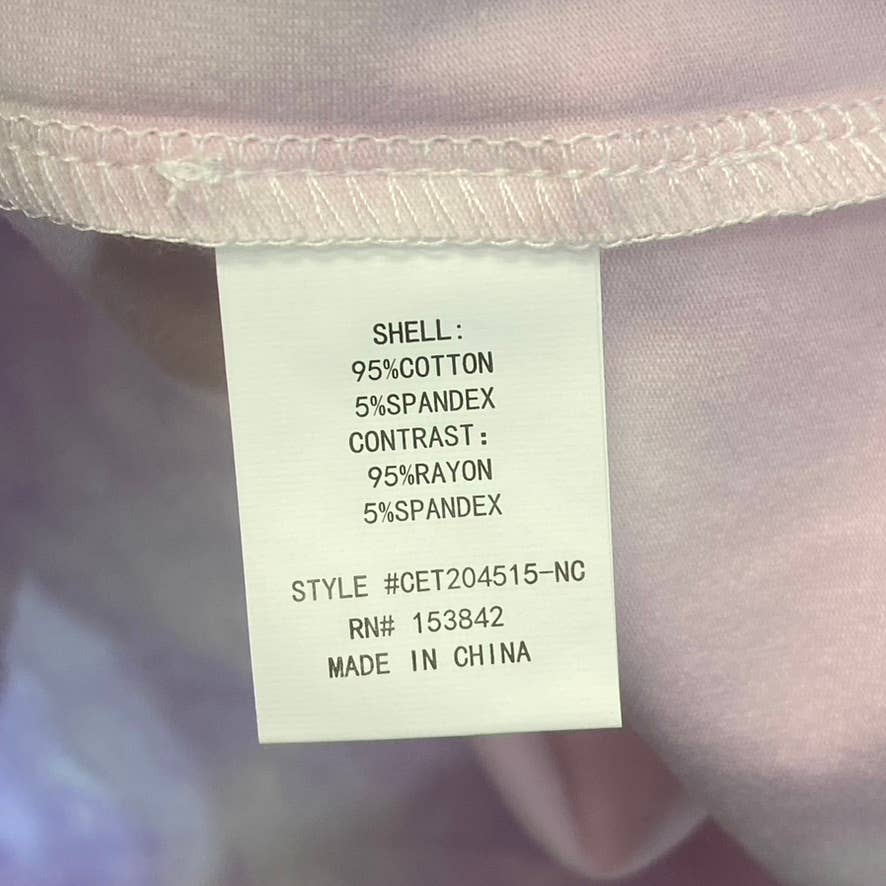 SHELL:
95%COTTON
5%SPANDEX
CONTRAST:
95%RAYON
5%SPANDEX
STYLE #CET204515-NC
RN# 153842
MADE IN CHINA